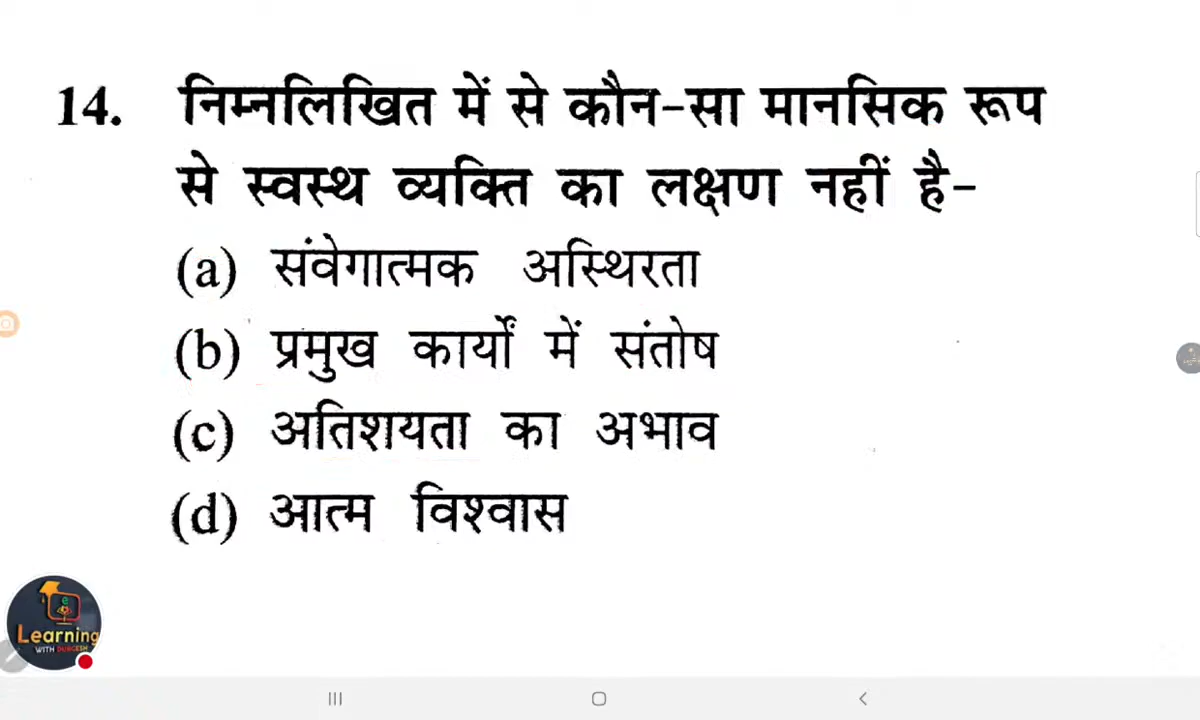 14. निम्नलिखित में से कौन-सा मानसिक रूप
से स्वस्थ व्यक्ति का लक्षण नहीं है-
(a) संवेगात्मक अस्थिरता
(b) प्रमुख कार्यों में संतोष
(c) अतिशयता का अभाव
(d) आत्म विश्वास
e
Learning
WITH DURGESH